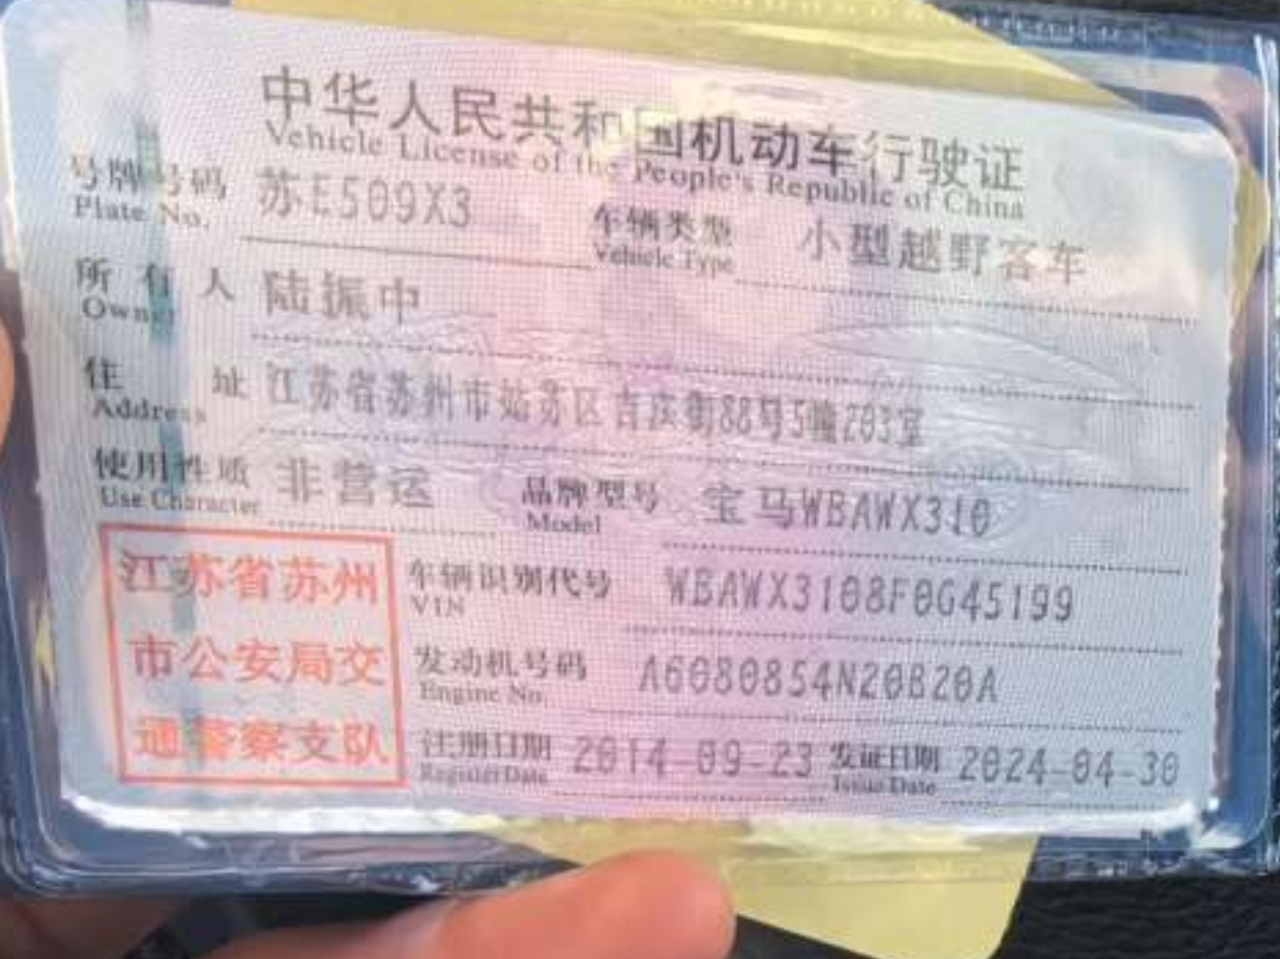 中华人民共和国机动车行驶证
Vehicle License of the People's Republic of China
号牌号码 苏E509X3 车辆类型 小型越野客车
Plate No. Vehicle Type
所有人 陆振中
Owner
住址 江苏省苏州市姑苏区吉庆街88号5幢203室
Address
使用性质 非营运 品牌型号 宝马WBAWX310
Use Character Model
江苏省苏州
市公安局交
通警察支队
车辆识别代号 WBAWX3108F0G45199
VIN
发动机号码 A6080854N20B20A
Engine No.
注册日期 2014-09-23 发证日期 2024-04-30
Register Date Issue Date